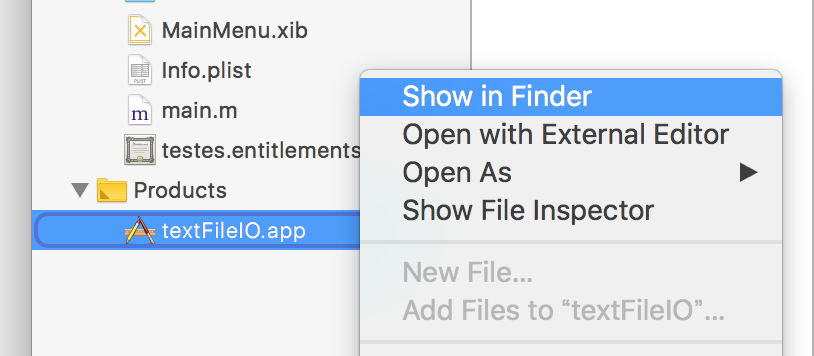 MainMenu.xib
Info.plist
PLIST
m main.m
testes.entitlements
Products
textFileIO.app
Show in Finder
Open with External Editor
Open As
Show File Inspector
New File...
Add Files to “textFileIO”...